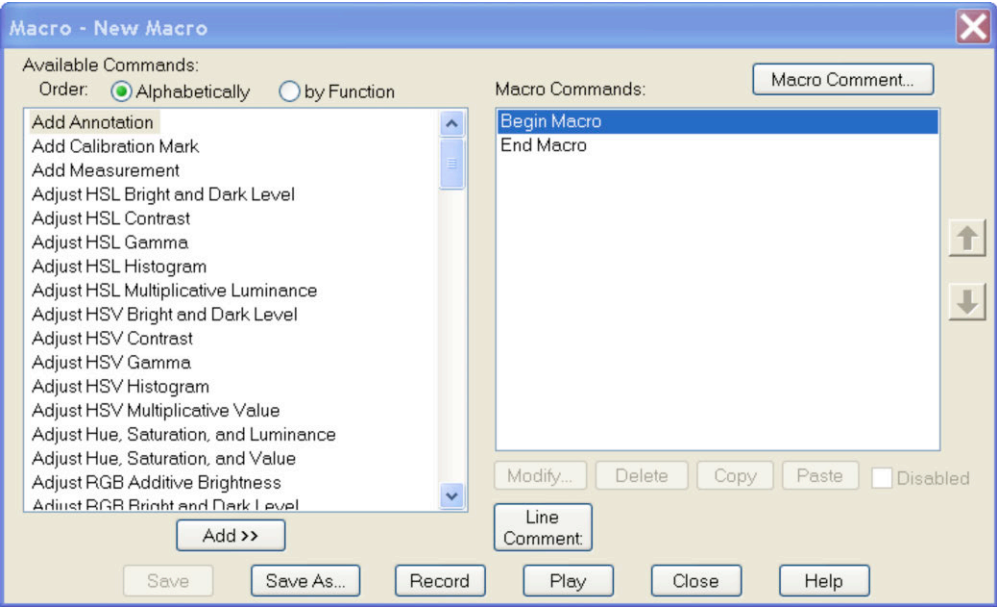 Macro - New Macro
Available Commands:
Order: Alphabetically by Function
Add Annotation
Add Calibration Mark
Add Measurement
Adjust HSL Bright and Dark Level
Adjust HSL Contrast
Adjust HSL Gamma
Adjust HSL Histogram
Adjust HSL Multiplicative Luminance
Adjust HSV Bright and Dark Level
Adjust HSV Contrast
Adjust HSV Gamma
Adjust HSV Histogram
Adjust HSV Multiplicative Value
Adjust Hue, Saturation, and Luminance
Adjust Hue, Saturation, and Value
Adjust RGB Additive Brightness
Adjust RGB Bright and Dark Level
Add >>
Macro Commands:
Macro Comment...
Begin Macro
End Macro
Modify... Delete Copy Paste Disabled
Line
Comment:
Save Save As... Record Play Close Help